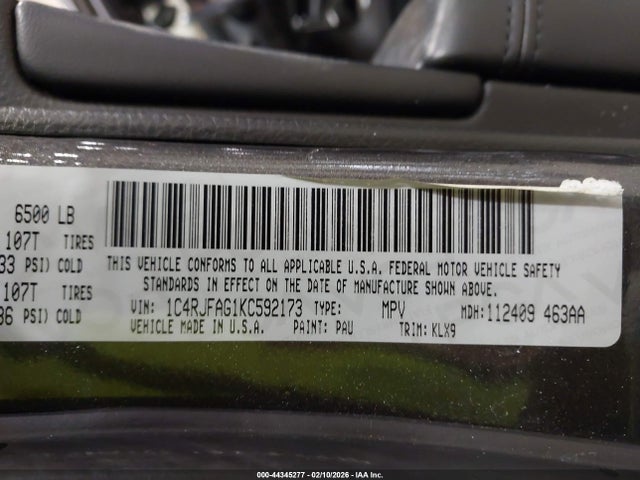 6500 LB
107T TIRES
33 PSI) COLD
107T TIRES
36 PSI) COLD
THIS VEHICLE CONFORMS TO ALL APPLICABLE U.S.A. FEDERAL MOTOR VEHICLE SAFETY
STANDARDS IN EFFECT ON THE DATE OF MANUFACTURE SHOWN ABOVE.
VIN: 1C4RJFAG1KC592173 TYPE: MPV MDH: 112409 463AA
VEHICLE MADE IN U.S.A. PAINT: PAU TRIM: KLX9
000-44345277 - 02/10/2026 - IAA Inc.